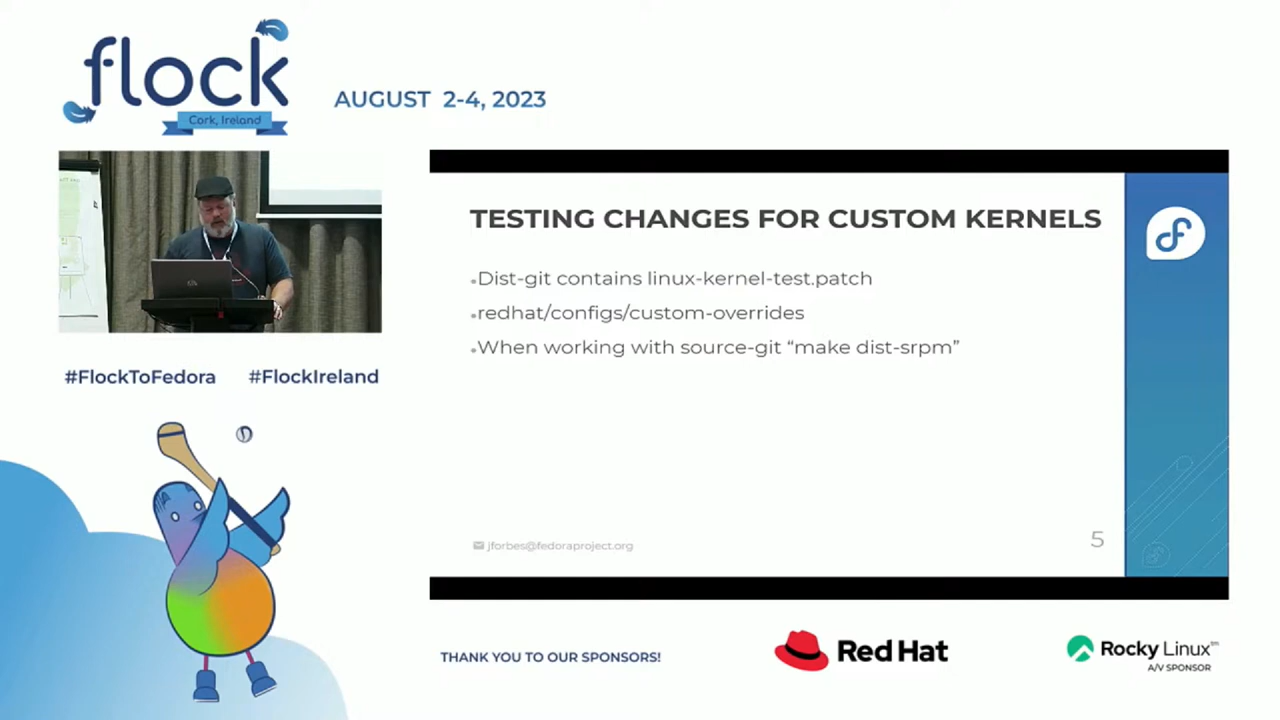 flock
Cork, Ireland
AUGUST 2-4, 2023
TESTING CHANGES FOR CUSTOM KERNELS
Dist-git contains linux-kernel-test.patch
redhat/configs/custom-overrides
When working with source-git “make dist-srpm”
jforbes@fedoraproject.org
5
#FlockToFedora #FlockIreland
THANK YOU TO OUR SPONSORS!
Red Hat
Rocky Linux™
A/V SPONSOR